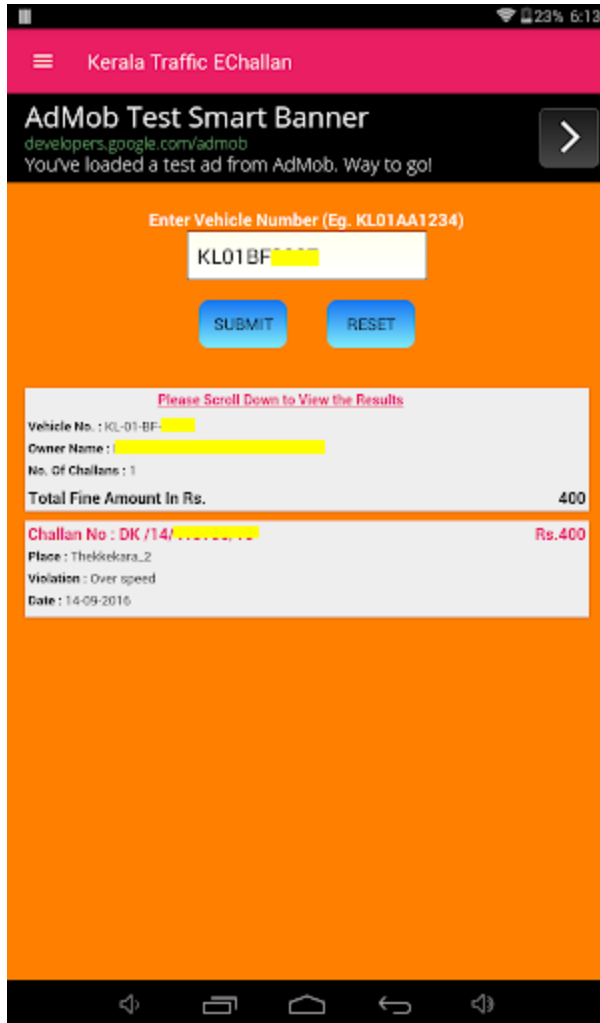 23% 6:13
Kerala Traffic EChallan
AdMob Test Smart Banner
developers.google.com/admob
You've loaded a test ad from AdMob. Way to go!
Enter Vehicle Number (Eg. KL01AA1234)
KL01BF
SUBMIT RESET
Please Scroll Down to View the Results
Vehicle No. : KL-01-BF-
Owner Name :
No. Of Challans : 1
Total Fine Amount In Rs. 400
Challan No : DK /14/ Rs.400
Place : Thekkekara_2
Violation : Over speed
Date : 14-09-2016